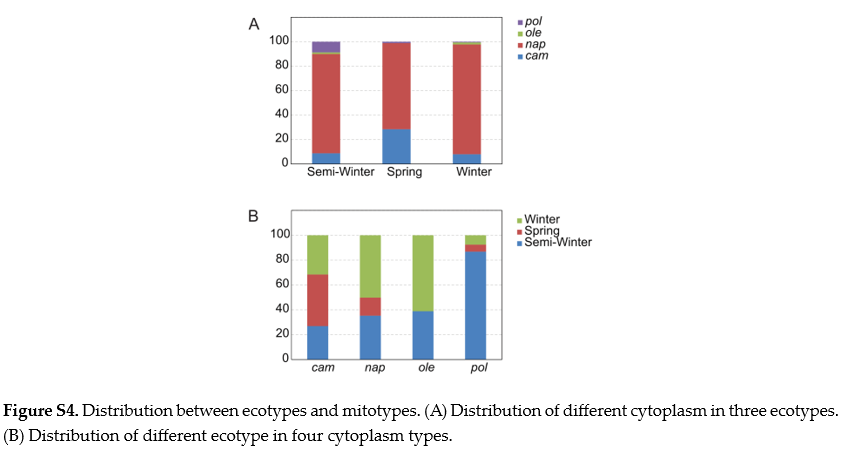 A
pol
ole
nap
cam
100
80
60
40
20
0
Semi-Winter Spring Winter
B
Winter
Spring
Semi-Winter
100
80
60
40
20
0
cam nap ole pol
Figure S4. Distribution between ecotypes and mitotypes. (A) Distribution of different cytoplasm in three ecotypes.
(B) Distribution of different ecotype in four cytoplasm types.